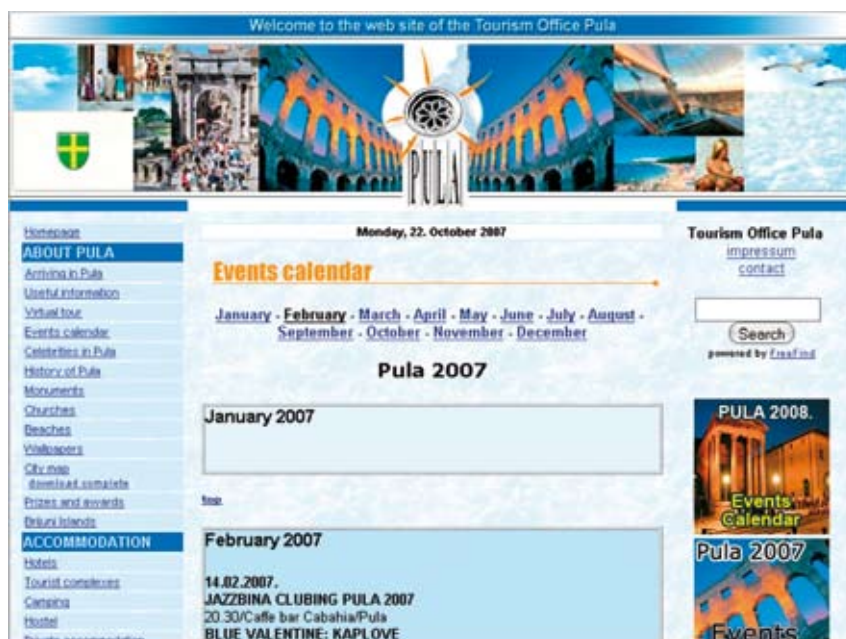 Welcome to the web site of the Tourism Office Pula
PULA
Homepage
ABOUT PULA
Arriving in Pula
Useful information
Virtual tour
Events calendar
Celebrities in Pula
History of Pula
Monuments
Churches
Beaches
Wallpapers
City map
download complete
Prizes and awards
Brijuni Islands
ACCOMMODATION
Hotels
Tourist complexes
Camping
Hostel
Private accommodation
Monday, 22. October 2007
Events calendar
January - February - March - April - May - June - July - August -
September - October - November - December
Pula 2007
January 2007
top
February 2007
14.02.2007.
JAZZBINA CLUBING PULA 2007
20.30/Caffe bar Cabahia/Pula
BLUE VALENTINE: KAPLOVE
Tourism Office Pula
impressum
contact
Search
powered by FreeFind
PULA 2008.
Events
Calendar
Pula 2007
Events